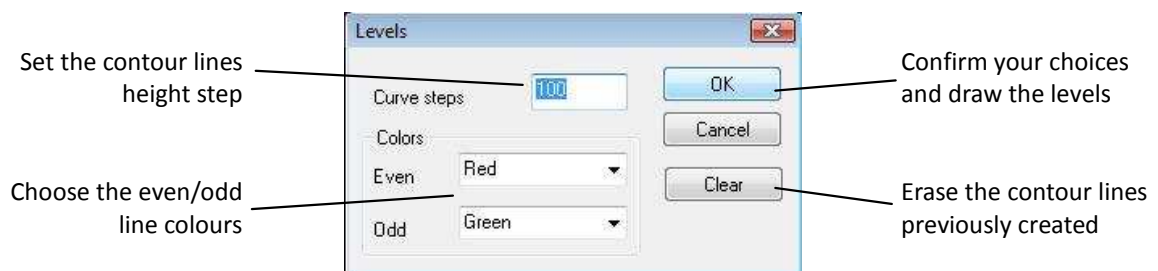 Levels
Set the contour lines
height step
Curve steps
100
OK
Confirm your choices
and draw the levels
Cancel
Colors
Choose the even/odd
line colours
Even
Red
Odd
Green
Clear
Erase the contour lines
previously created